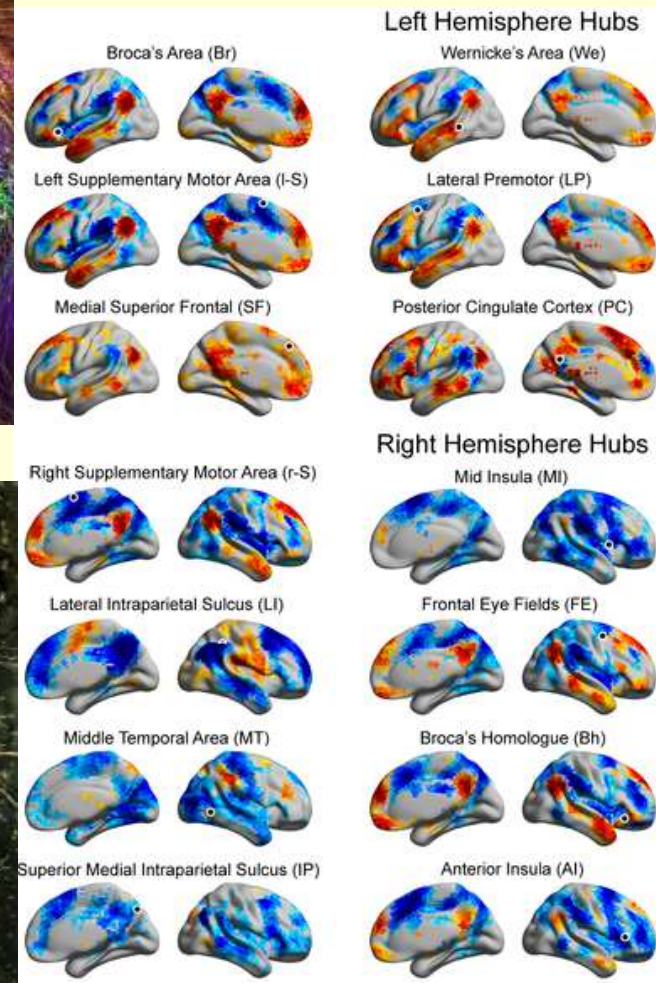 Left Hemisphere Hubs
Broca's Area (Br)
Wernicke's Area (We)
Left Supplementary Motor Area (l-S)
Lateral Premotor (LP)
Medial Superior Frontal (SF)
Posterior Cingulate Cortex (PC)
Right Hemisphere Hubs
Right Supplementary Motor Area (r-S)
Mid Insula (MI)
Lateral Intraparietal Sulcus (LI)
Frontal Eye Fields (FE)
Middle Temporal Area (MT)
Broca's Homologue (Bh)
Superior Medial Intraparietal Sulcus (IP)
Anterior Insula (AI)